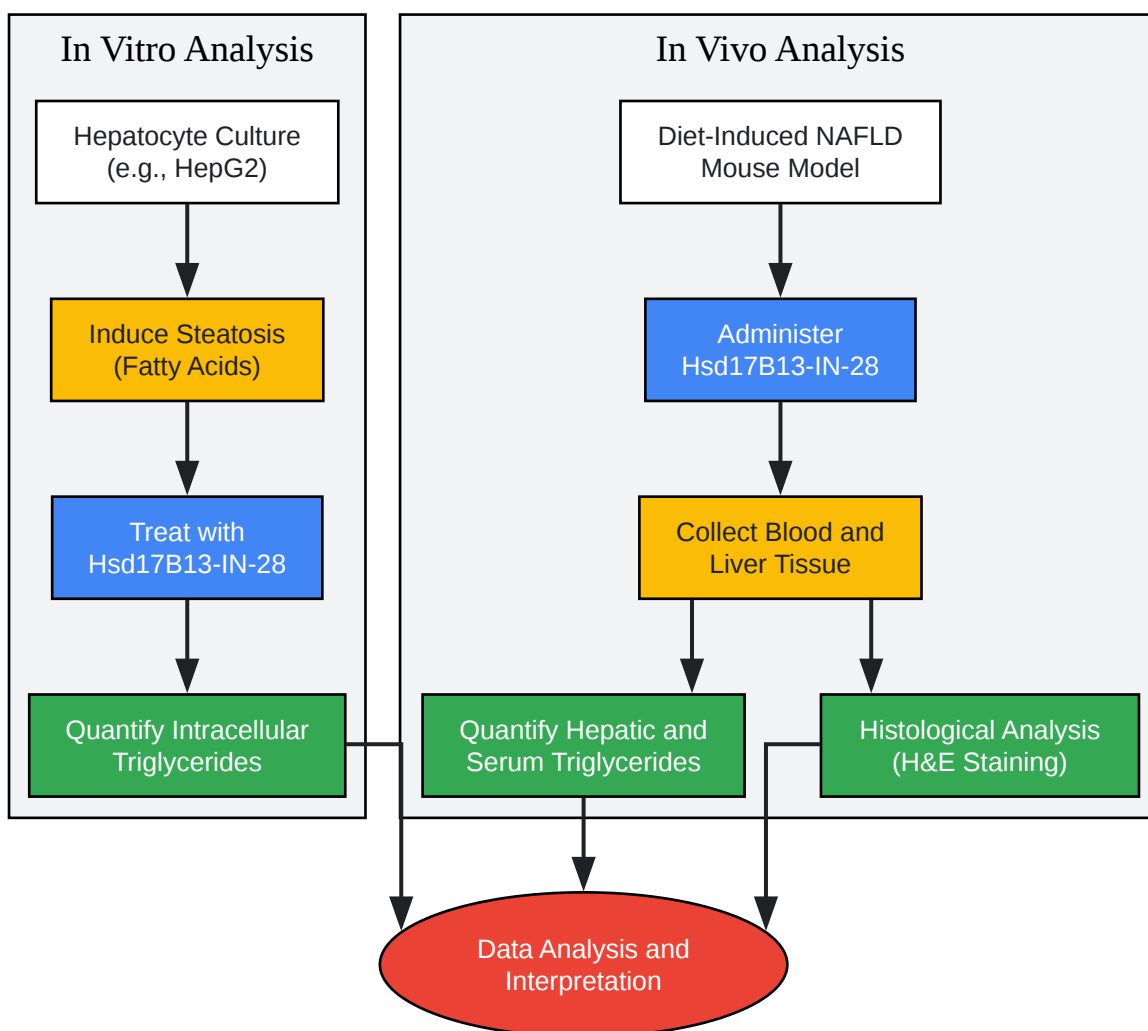 In Vitro Analysis
Hepatocyte Culture
(e.g., HepG2)
Induce Steatosis
(Fatty Acids)
Treat with
Hsd17B13-IN-28
Quantify Intracellular
Triglycerides
In Vivo Analysis
Diet-Induced NAFLD
Mouse Model
Administer
Hsd17B13-IN-28
Collect Blood and
Liver Tissue
Quantify Hepatic and
Serum Triglycerides
Histological Analysis
(H&E Staining)
Data Analysis and
Interpretation